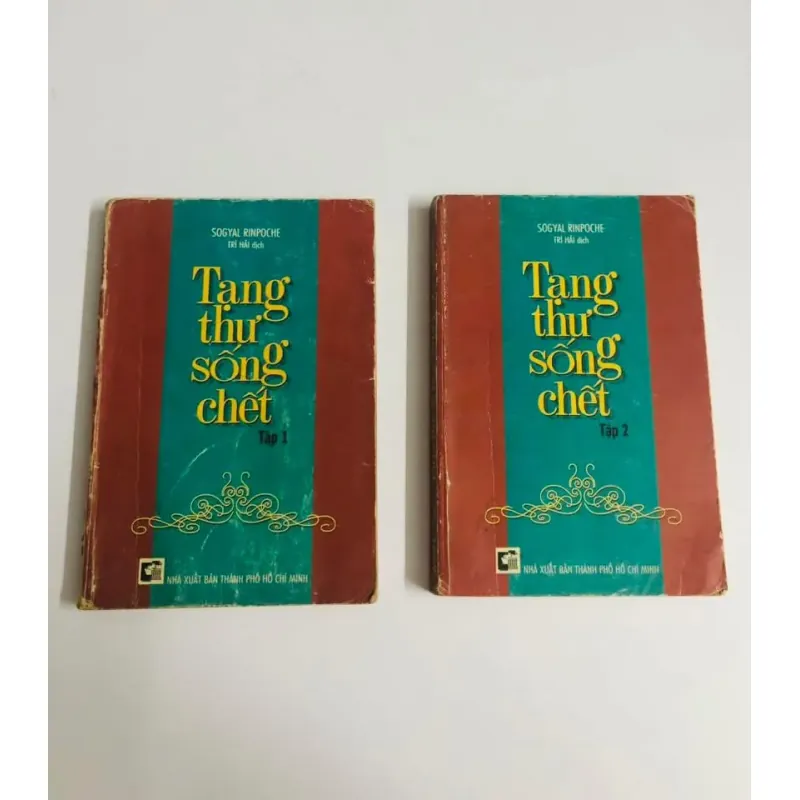 SOGYAL RINPOCHE
TRÍ HẢI dịch
Tạng
thư
sống
chết
Tập 1
NHÀ XUẤT BẢN THÀNH PHỐ HỒ CHÍ MINH
SOGYAL RINPOCHE
TRÍ HẢI dịch
Tạng
thư
sống
chết
Tập 2
NHÀ XUẤT BẢN THÀNH PHỐ HỒ CHÍ MINH